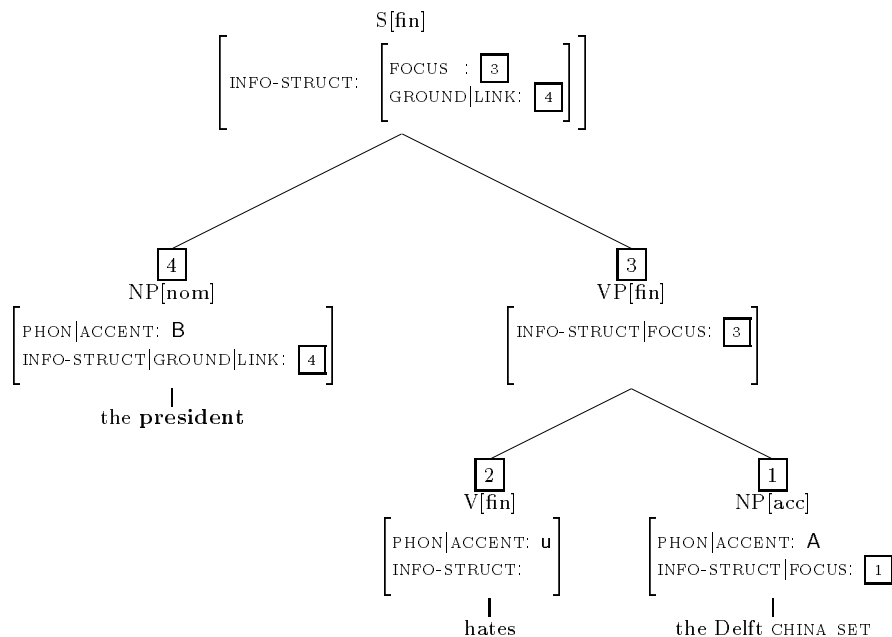 S[fin]
INFO-STRUCT: FOCUS : 3
GROUND|LINK: 4
4
NP[nom]
PHON|ACCENT: B
INFO-STRUCT|GROUND|LINK: 4
the president
3
VP[fin]
INFO-STRUCT|FOCUS: 3
2
V[fin]
PHON|ACCENT: u
INFO-STRUCT:
hates
1
NP[acc]
PHON|ACCENT: A
INFO-STRUCT|FOCUS: 1
the Delft CHINA SET